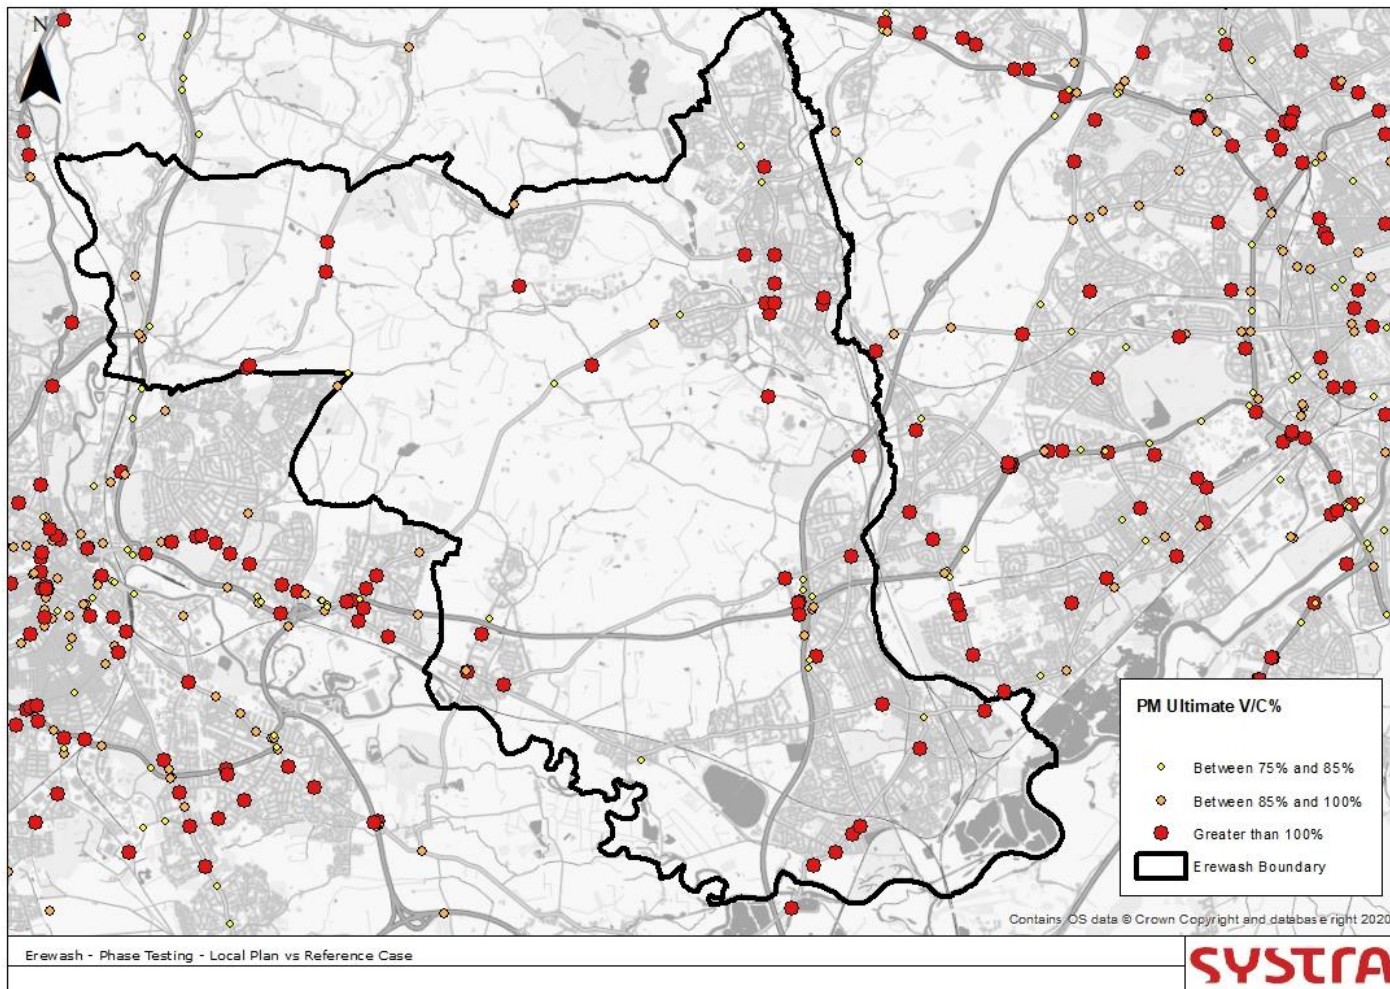 N
PM Ultimate V/C%
Between 75% and 85%
Between 85% and 100%
Greater than 100%
Erewash Boundary
Contains OS data © Crown Copyright and database right 2020
Erewash - Phase Testing - Local Plan vs Reference Case
SYSTRA